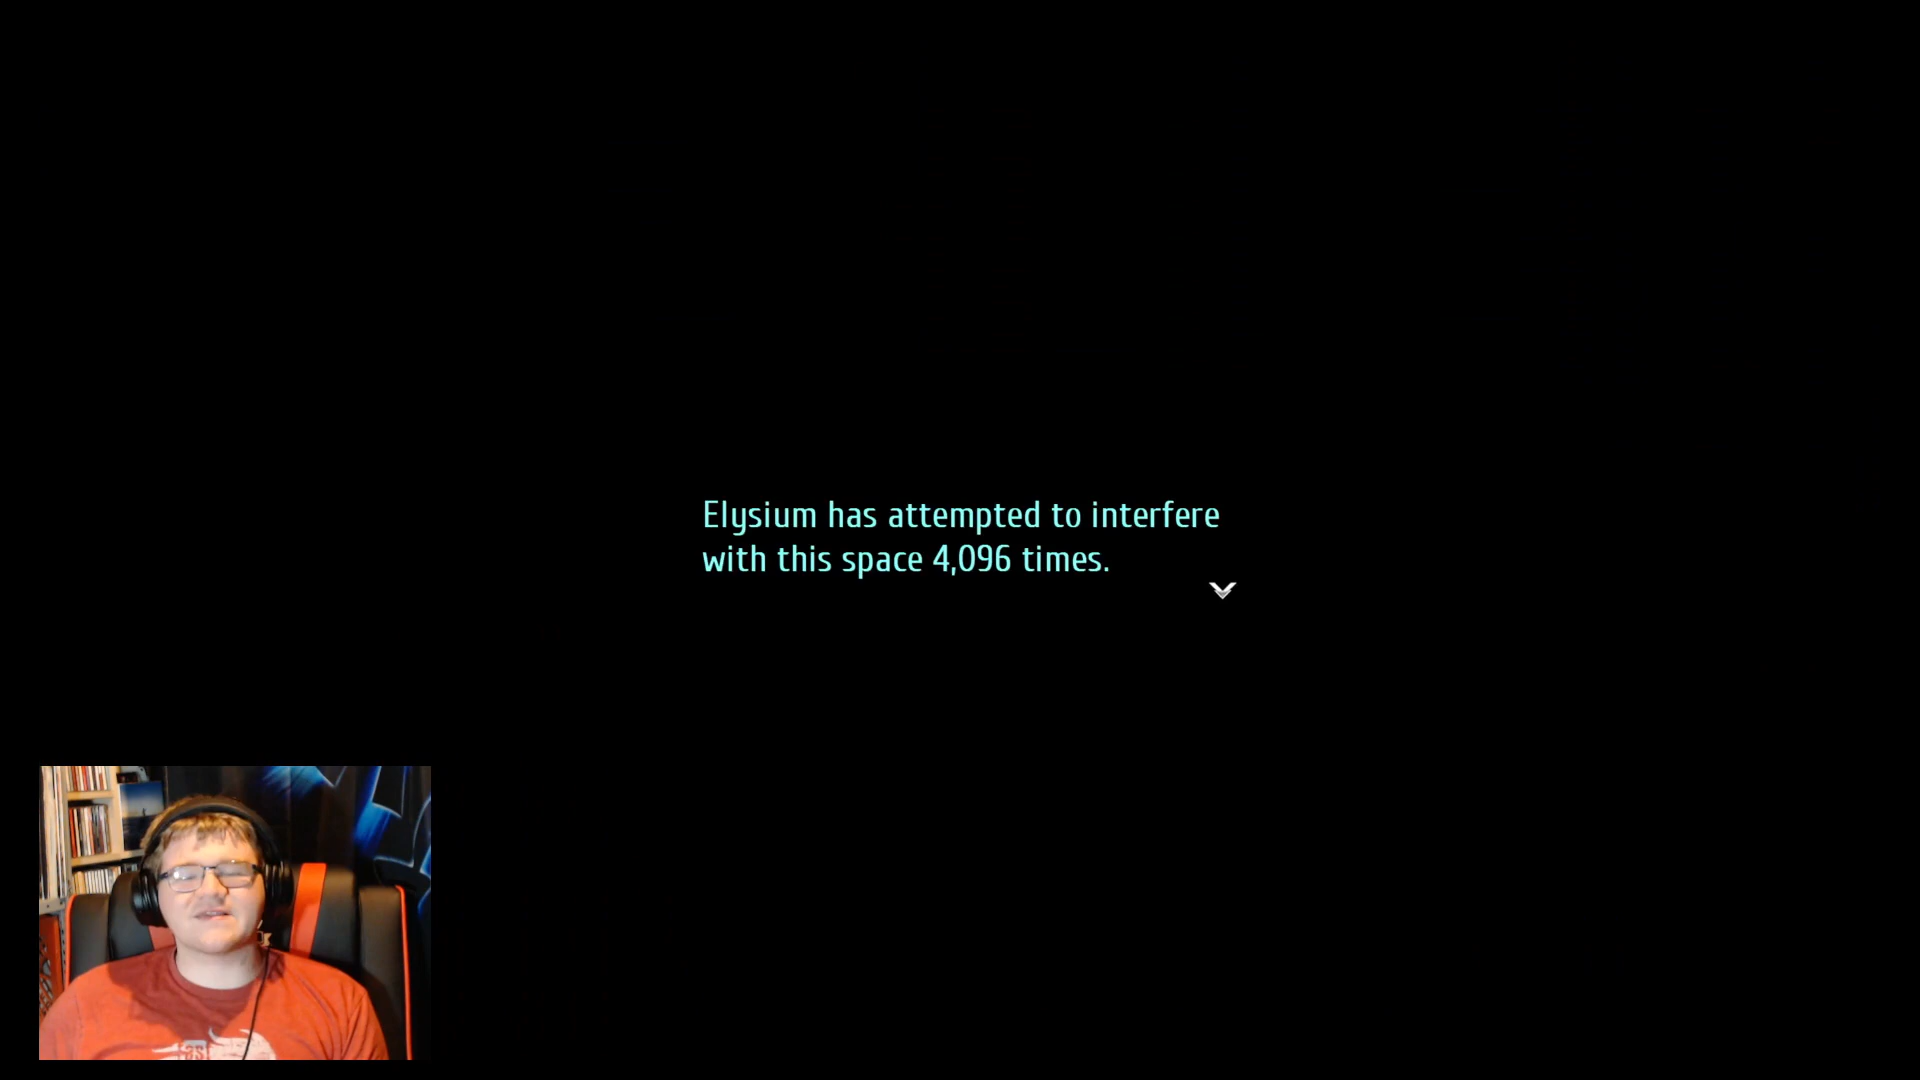 Elysium has attempted to interfere
with this space 4,096 times.